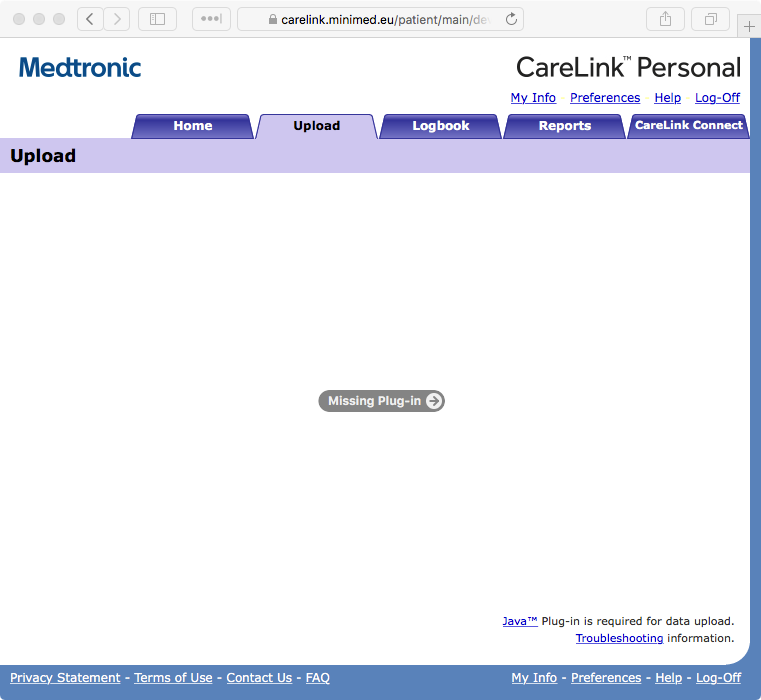 carelink.minimed.eu/patient/main/de
Medtronic
CareLink™ Personal
My Info Preferences Help Log-Off
Home Upload Logbook Reports CareLink Connect
Upload
Missing Plug-in
Java™ Plug-in is required for data upload.
Troubleshooting information.
Privacy Statement - Terms of Use - Contact Us - FAQ My Info - Preferences - Help - Log-Off